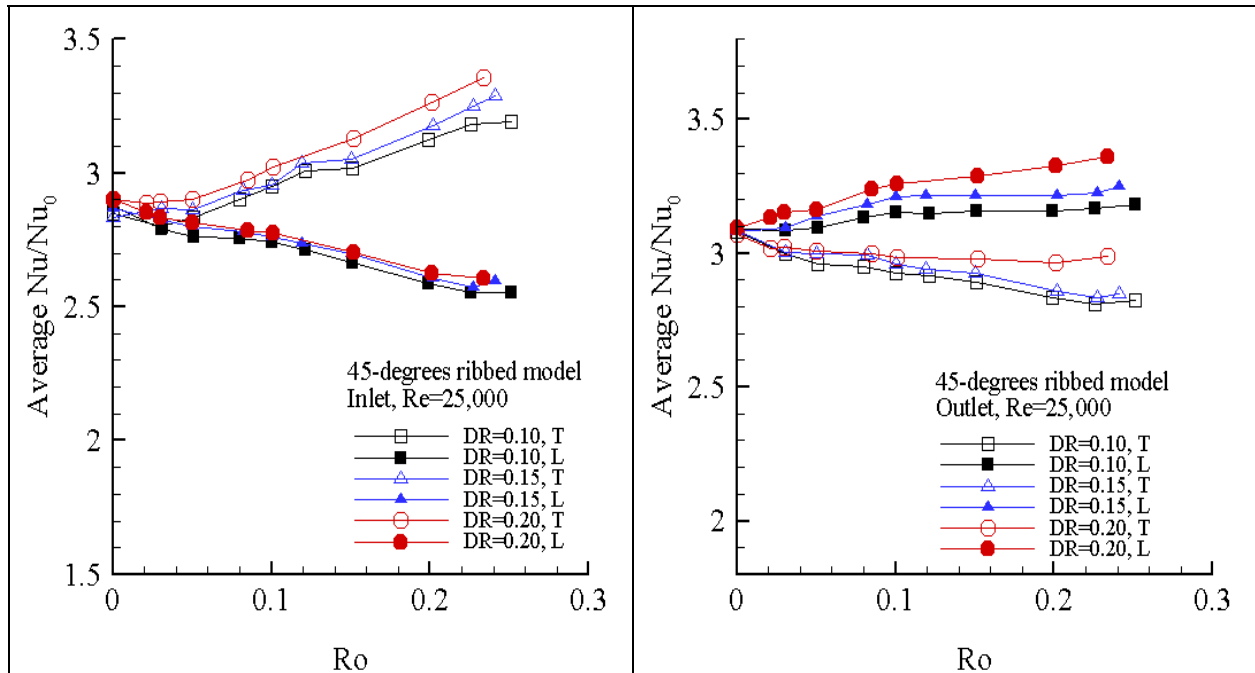 Average Nu/Nu0
3.5
3
2.5
2
1.5
45-degrees ribbed model
Inlet, Re=25,000
DR=0.10, T
DR=0.10, L
DR=0.15, T
DR=0.15, L
DR=0.20, T
DR=0.20, L
0
0.1
0.2
0.3
Ro
Average Nu/Nu0
3.5
3
2.5
2
45-degrees ribbed model
Outlet, Re=25,000
DR=0.10, T
DR=0.10, L
DR=0.15, T
DR=0.15, L
DR=0.20, T
DR=0.20, L
0
0.1
0.2
0.3
Ro